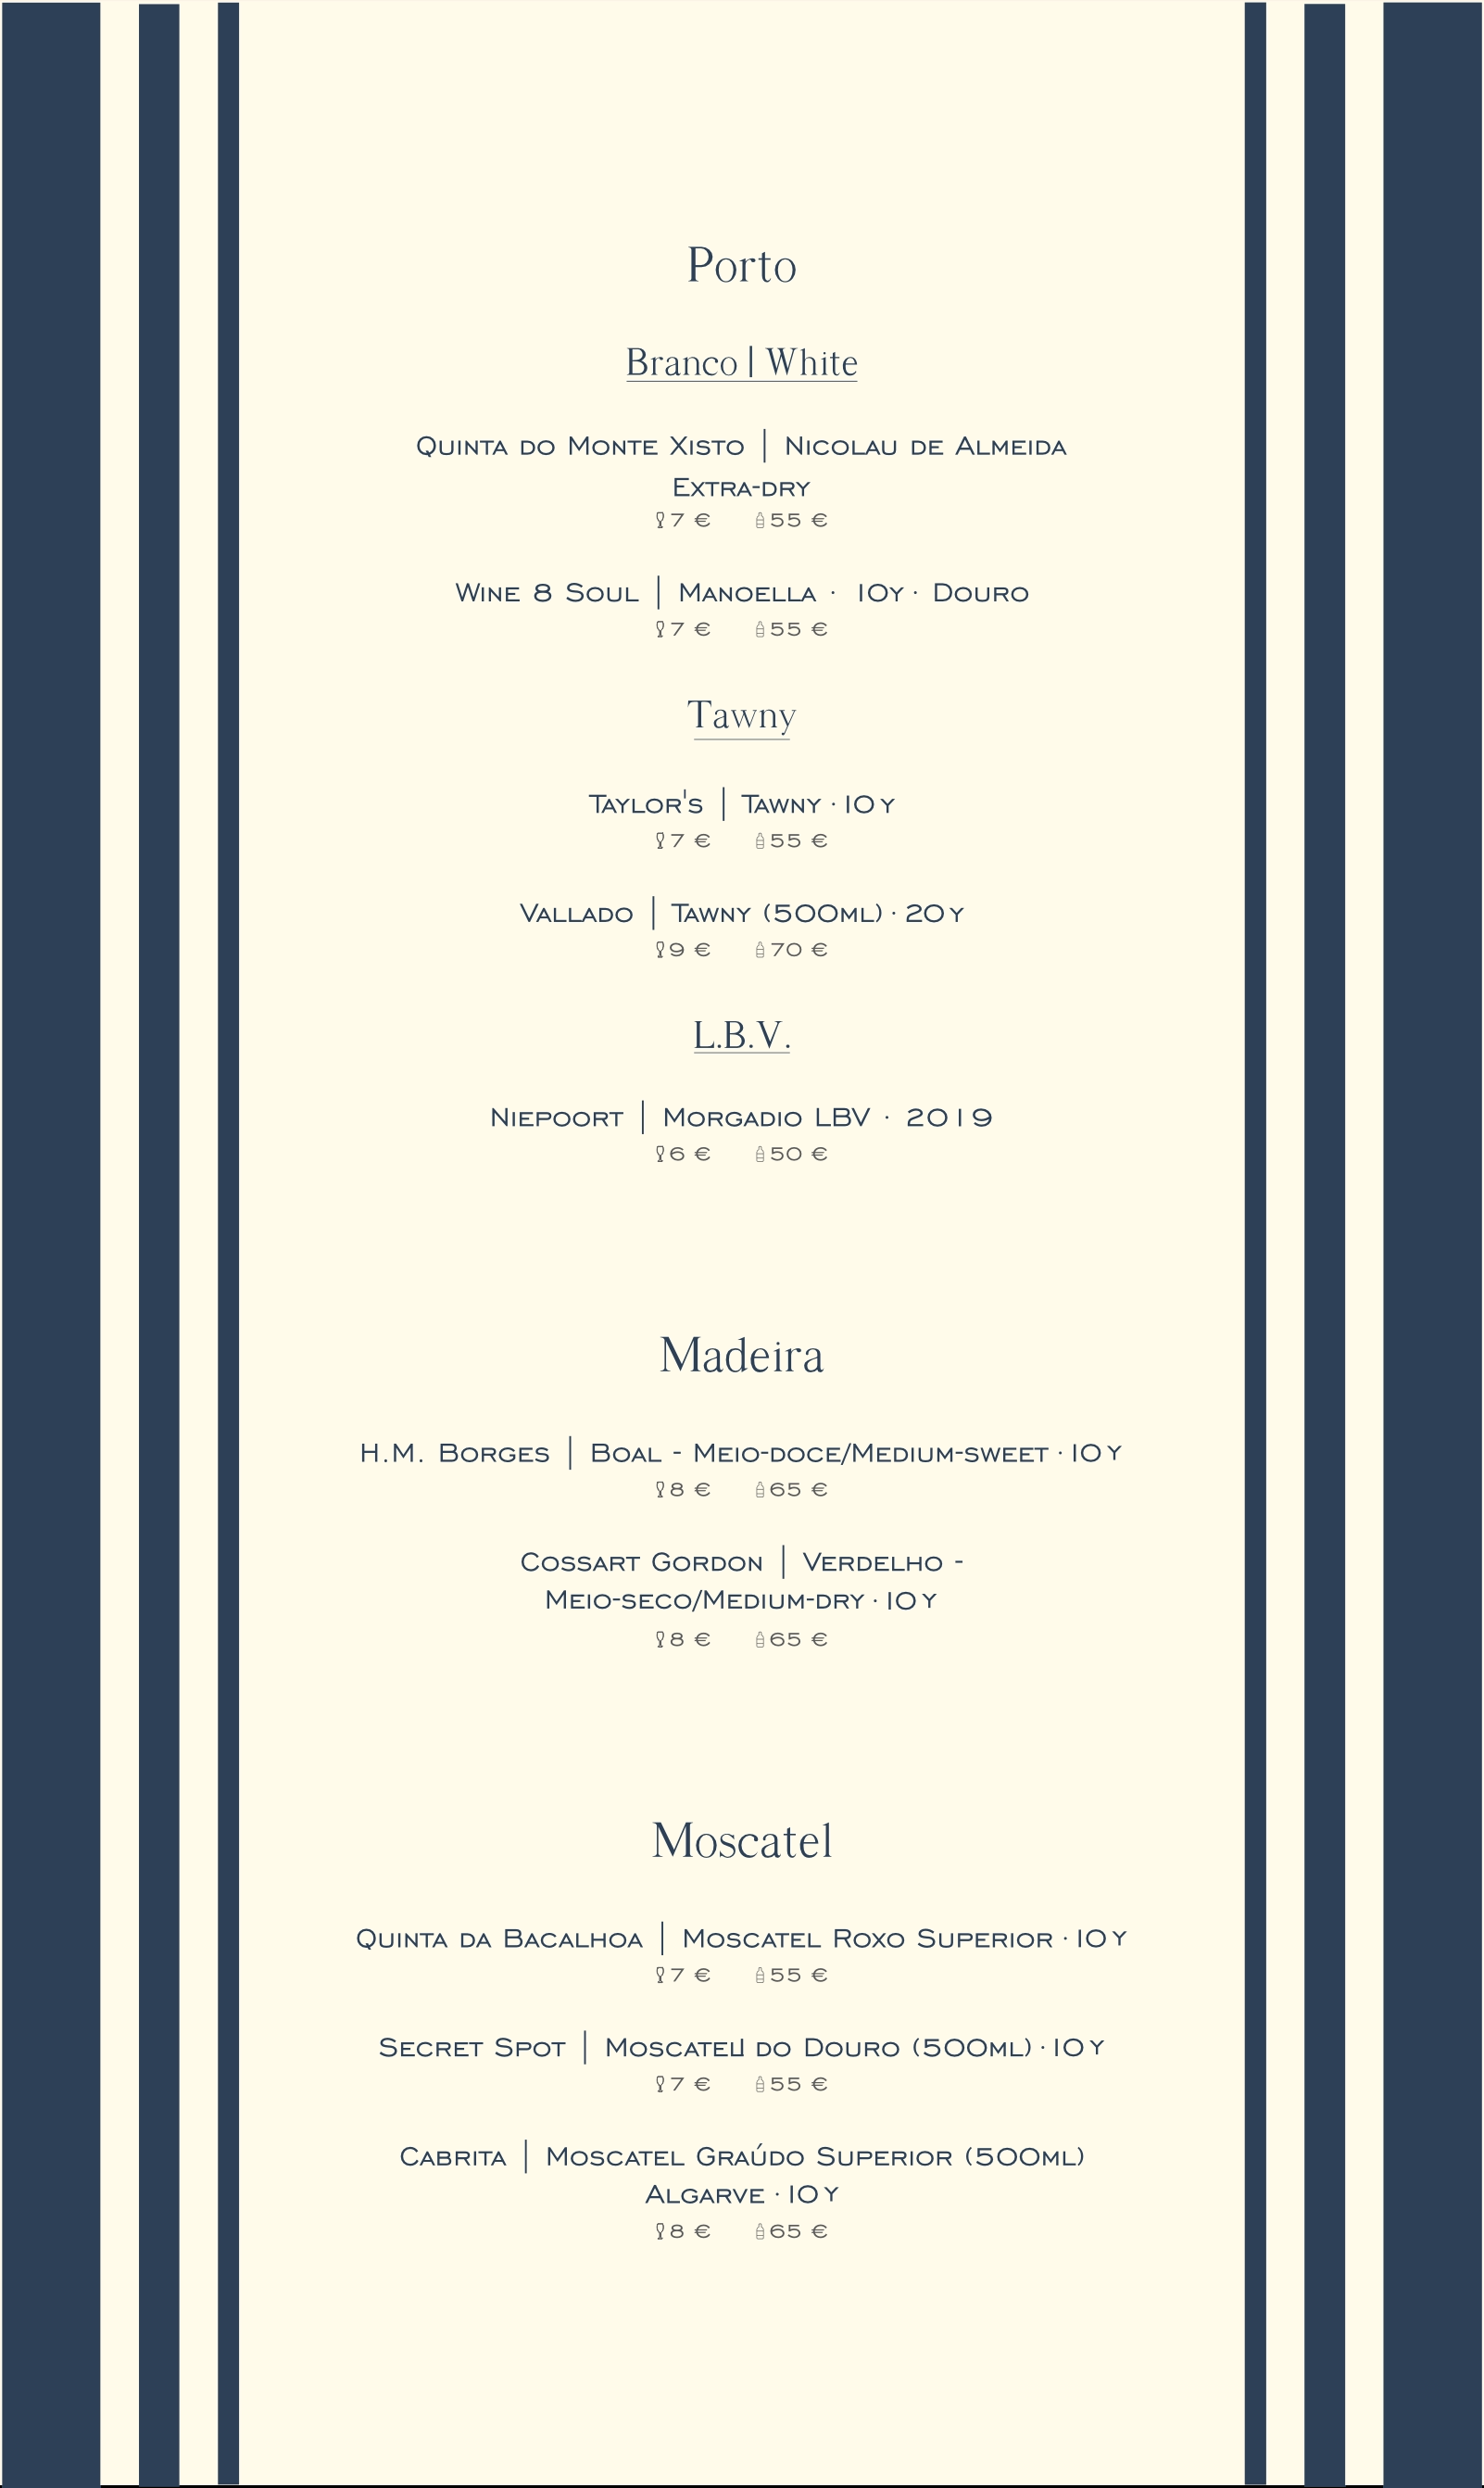 Porto
Branco | White
Quinta do Monte Xisto | Nicolau de Almeida
Extra-dry
7 € 55 €
Wine 8 Soul | Manoella · 10y · Douro
7 € 55 €
Tawny
Taylor's | Tawny · 10 y
7 € 55 €
Vallado | Tawny (500ml) · 20 y
9 € 70 €
L.B.V.
Niepoort | Morgadio LBV · 2019
6 € 50 €
Madeira
H.M. Borges | Boal - Meio-doce/Medium-sweet · 10 y
8 € 65 €
Cossart Gordon | Verdelho -
Meio-seco/Medium-dry · 10 y
8 € 65 €
Moscatel
Quinta da Bacalhoa | Moscatel Roxo Superior · 10 y
7 € 55 €
Secret Spot | Moscatel do Douro (500ml) · 10 y
7 € 55 €
Cabrita | Moscatel Graúdo Superior (500ml)
Algarve · 10 y
8 € 65 €